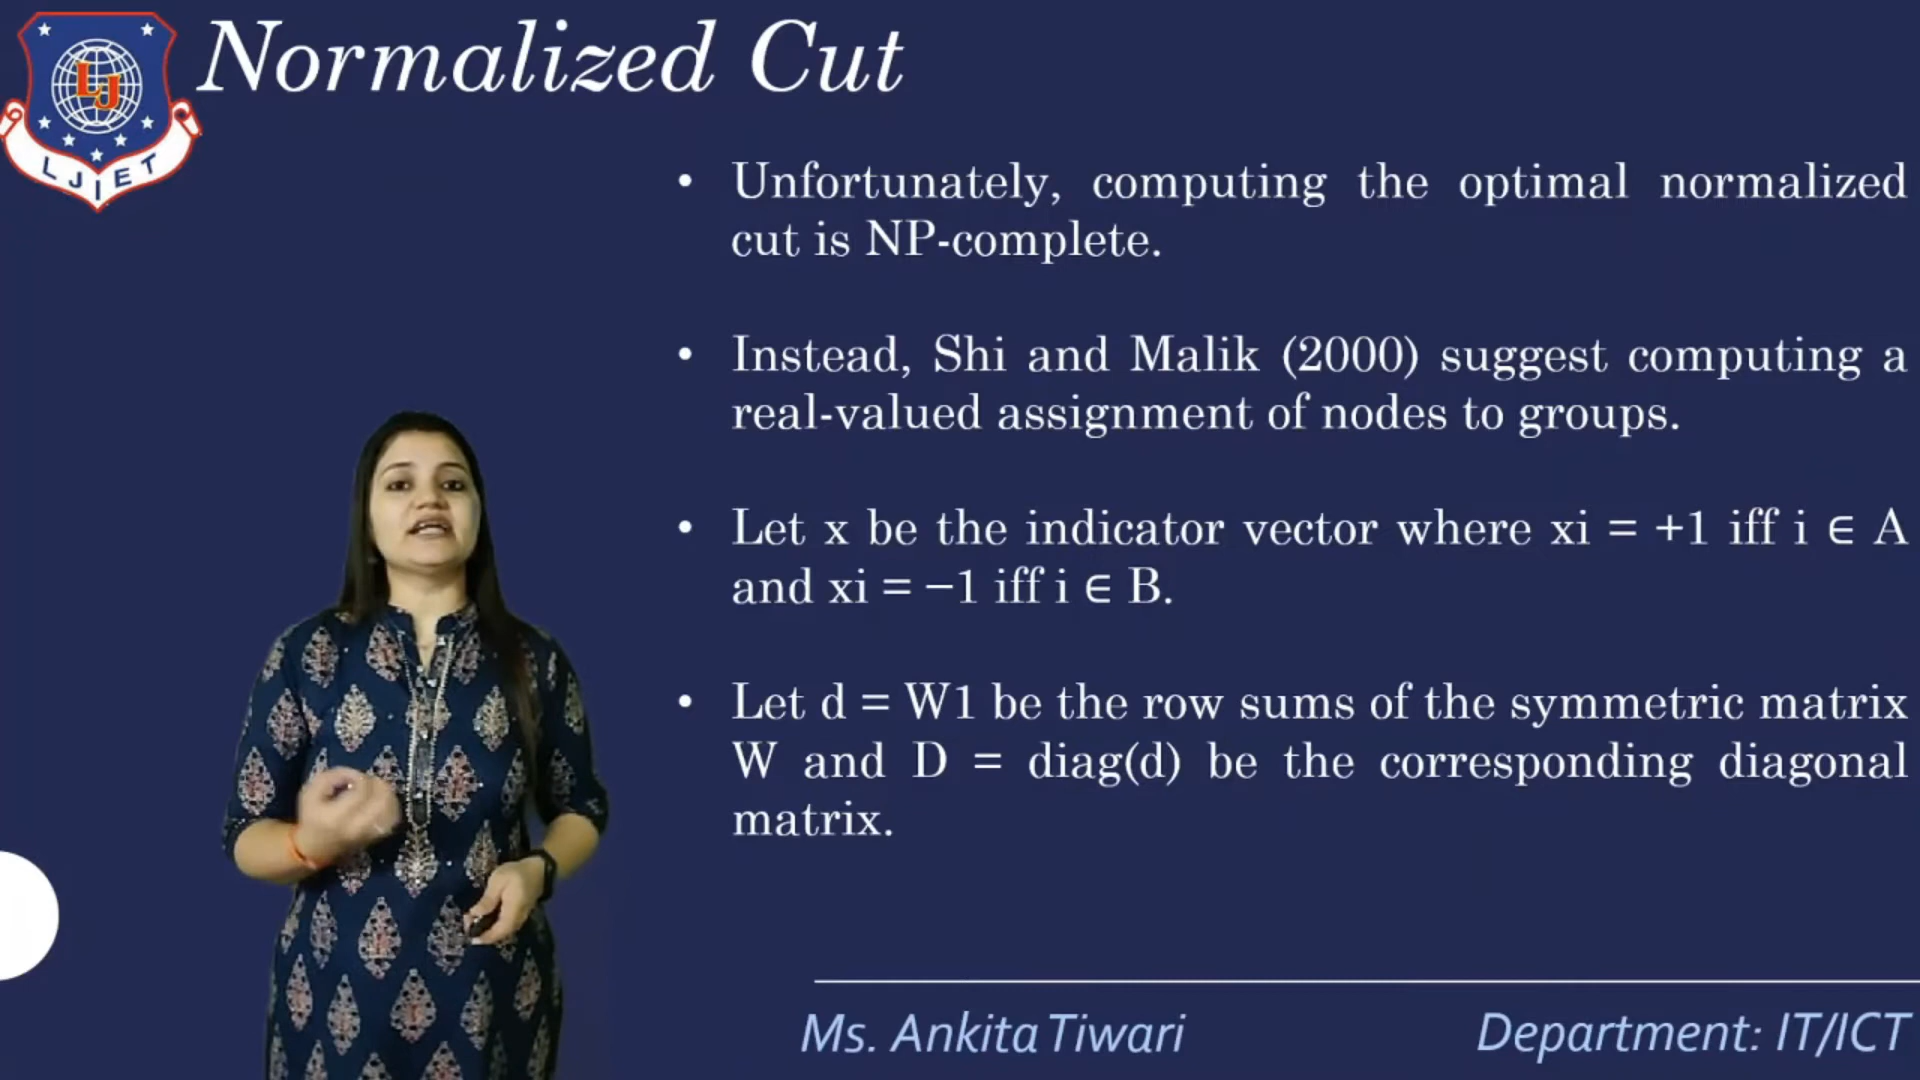 Normalized Cut
LJ
LJIET
• Unfortunately, computing the optimal normalized
cut is NP-complete.
• Instead, Shi and Malik (2000) suggest computing a
real-valued assignment of nodes to groups.
• Let x be the indicator vector where xi = +1 iff i ∈ A
and xi = −1 iff i ∈ B.
• Let d = W1 be the row sums of the symmetric matrix
W and D = diag(d) be the corresponding diagonal
matrix.
Ms. Ankita Tiwari
Department: IT/ICT